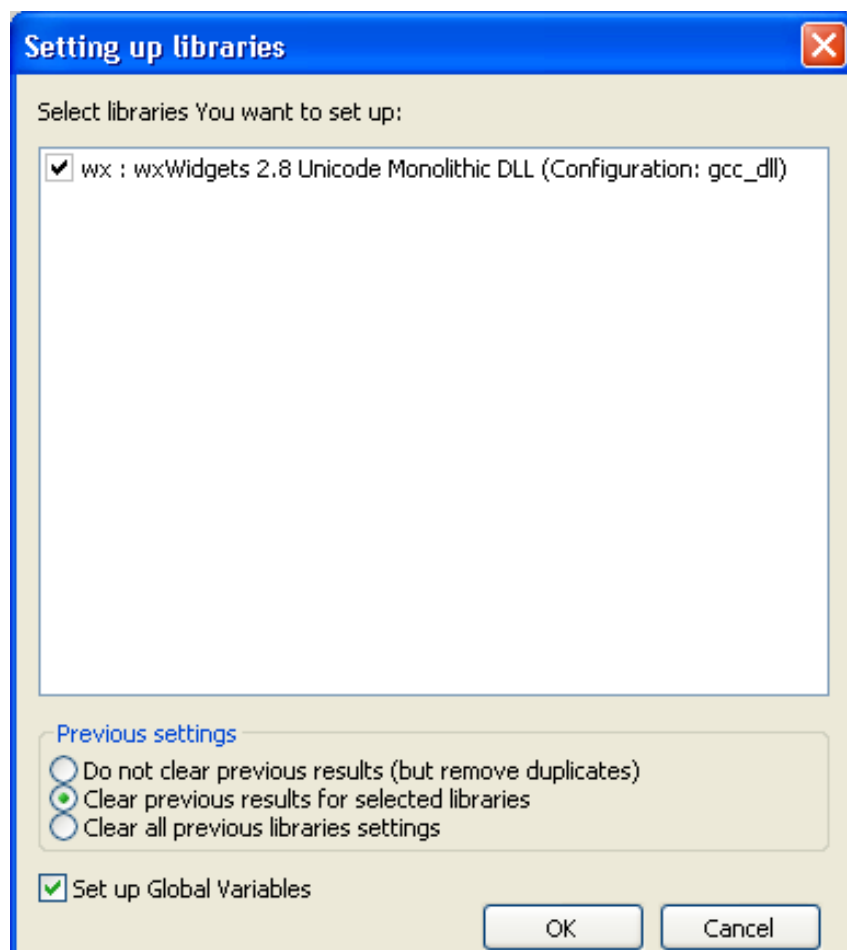 Setting up libraries
Select libraries You want to set up:
wx : wxWidgets 2.8 Unicode Monolithic DLL (Configuration: gcc_dll)
Previous settings
Do not clear previous results (but remove duplicates)
Clear previous results for selected libraries
Clear all previous libraries settings
Set up Global Variables
OK Cancel